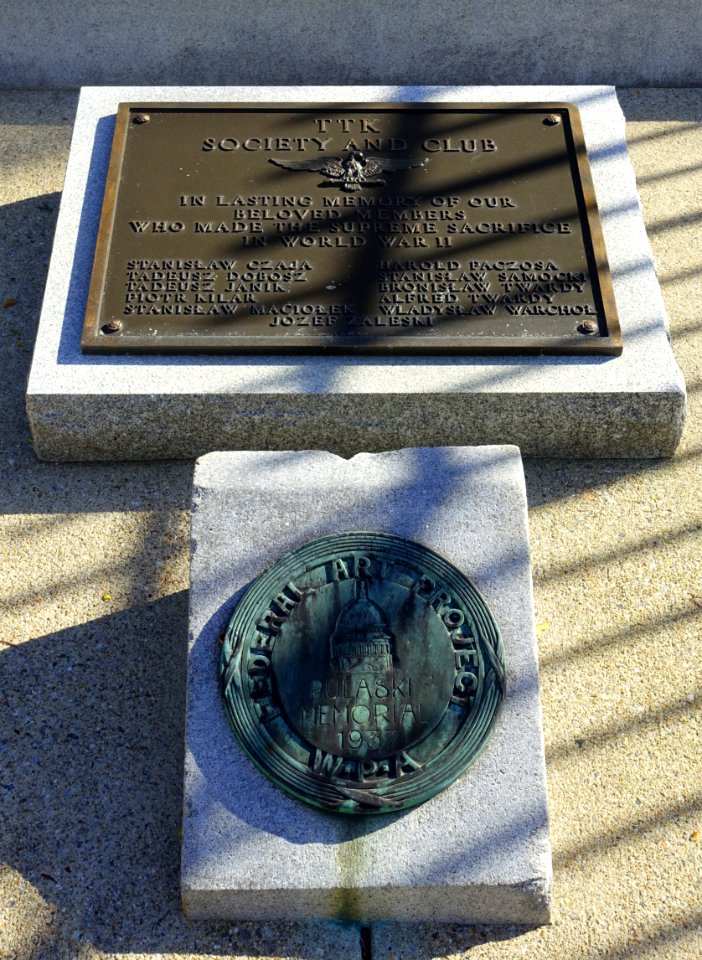 TTK
SOCIETY AND CLUB
IN LASTING MEMORY OF OUR
BELOVED MEMBERS
WHO MADE THE SUPREME SACRIFICE
IN WORLD WAR II
STANISŁAW CZAJA
TADEUSZ DOBOSZ
TADEUSZ JANIK
PIOTR KILAR
STANISŁAW MACIOŁEK
HAROLD PACZOSA
STANISŁAW SAMOCKI
BRONISŁAW TWARDY
ALFRED TWARDY
WŁADYSŁAW WARCHOŁ
JÓZEF ZALESKI
FEDERAL ART PROJECT
PULASKI
MEMORIAL
1937
W-P-A